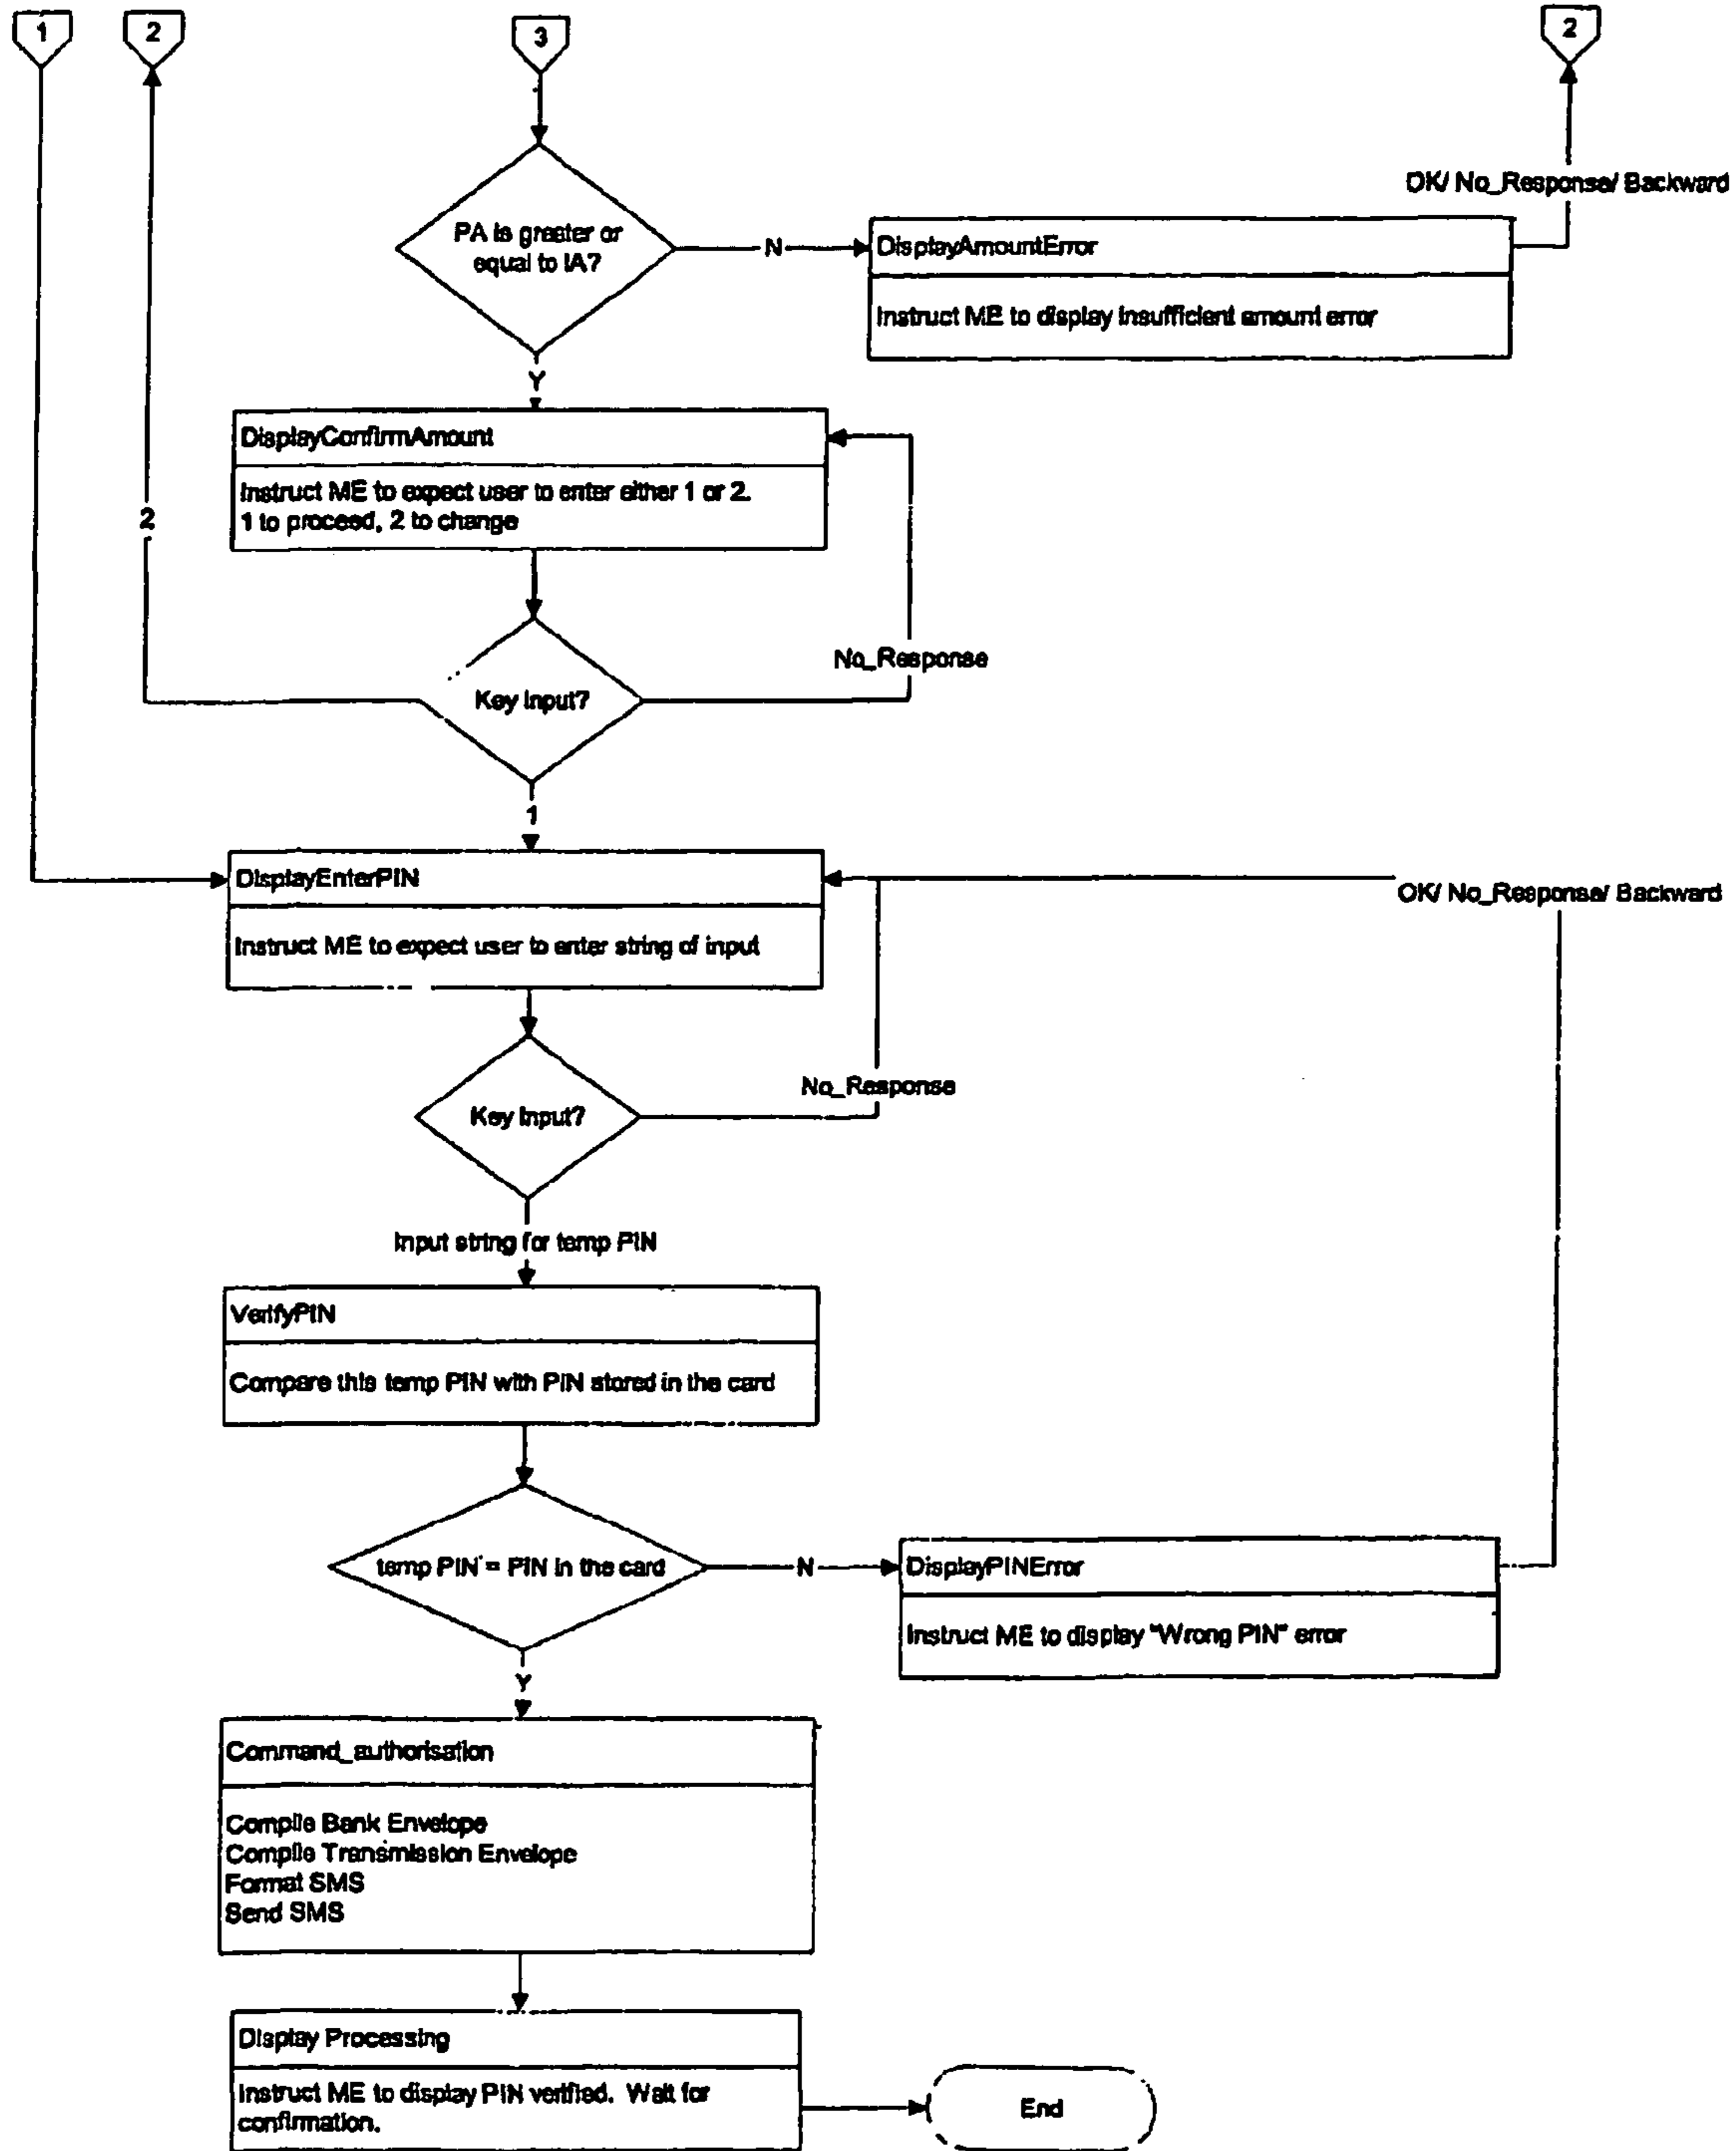 1
2
3
2
OK/ No_Response/ Backward
PA is greater or
equal to IA?
N
DisplayAmountError
Instruct ME to display insufficient amount error
Y
DisplayConfirmAmount
Instruct ME to expect user to enter either 1 or 2.
1 to proceed, 2 to change
2
No_Response
Key Input?
1
DisplayEnterPIN
OK/ No_Response/ Backward
Instruct ME to expect user to enter string of input
No_Response
Key Input?
Input string for temp PIN
VerifyPIN
Compare this temp PIN with PIN stored in the card
temp PIN = PIN in the card
N
DisplayPINError
Instruct ME to display "Wrong PIN" error
Y
Command_authorisation
Compile Bank Envelope
Compile Transmission Envelope
Format SMS
Send SMS
Display Processing
Instruct ME to display PIN verified. Wait for
confirmation.
End